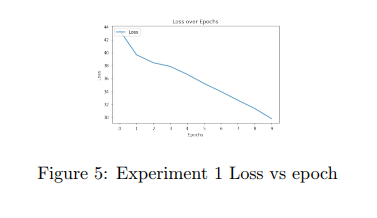 Loss over Epochs
44
42
40
38
36
34
32
30
Loss
Loss
0 1 2 3 4 5 6 7 8 9
Epochs
Figure 5: Experiment 1 Loss vs epoch